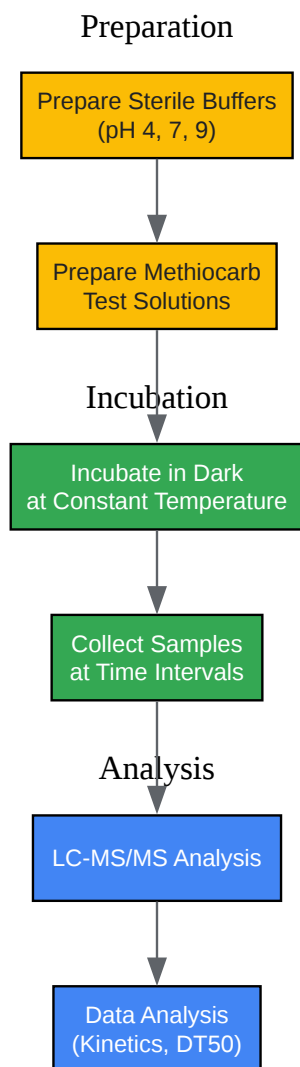 Preparation
Prepare Sterile Buffers
(pH 4, 7, 9)
Prepare Methiocarb
Test Solutions
Incubation
Incubate in Dark
at Constant Temperature
Collect Samples
at Time Intervals
Analysis
LC-MS/MS Analysis
Data Analysis
(Kinetics, DT50)